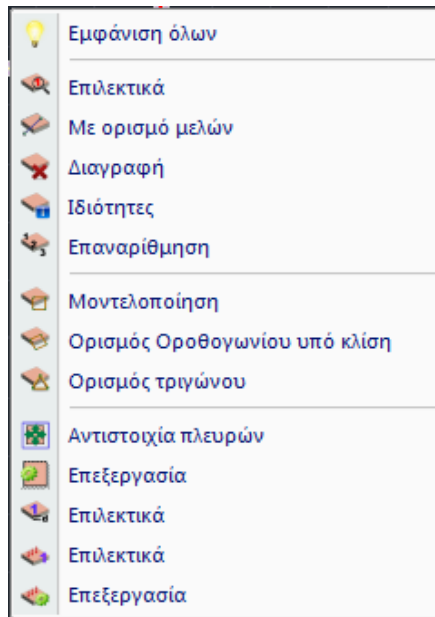 Εμφάνιση όλων
Επιλεκτικά
Με ορισμό μελών
Διαγραφή
Ιδιότητες
Επαναρίθμηση
Μοντελοποίηση
Ορισμός Οροθογωνίου υπό κλίση
Ορισμός τριγώνου
Αντιστοιχία πλευρών
Επεξεργασία
Επιλεκτικά
Επιλεκτικά
Επεξεργασία